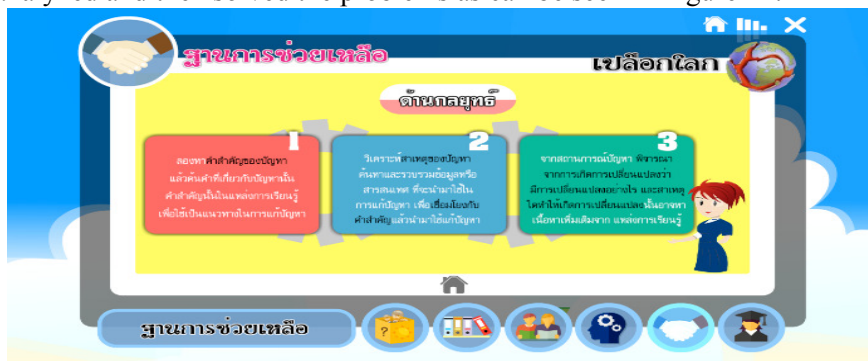 ฐานการช่วยเหลือ
เปลือกโลก
ด้านกลยุทธ์
1
ลองหาคำสำคัญของปัญหา
แล้วค้นคำที่เกี่ยวกับปัญหานั้น
คำสำคัญนั้นในแหล่งการเรียนรู้
เพื่อใช้เป็นแนวทางในการแก้ปัญหา
2
วิเคราะห์สาเหตุของปัญหา
ค้นหาและรวบรวมข้อมูลหรือ
สารสนเทศ ที่จะนำมาใช้ใน
การแก้ปัญหา เพื่อเชื่อมโยงกับ
คำสำคัญแล้วนำมาใช้แก้ปัญหา
3
จากสถานการณ์ปัญหา พิจารณา
จากการเกิดการเปลี่ยนแปลงว่า
มีการเปลี่ยนแปลงอย่างไร และสาเหตุ
ใดทำให้เกิดการเปลี่ยนแปลงนั้นอาจหา
เนื้อหาเพิ่มเติมจาก แหล่งการเรียนรู้
ฐานการช่วยเหลือ